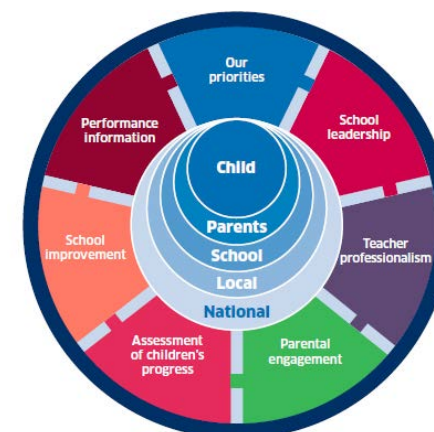 Our
priorities
School
leadership
Teacher
professionalism
Parental
engagement
Assessment
of children's
progress
School
improvement
Performance
information
Child
Parents
School
Local
National